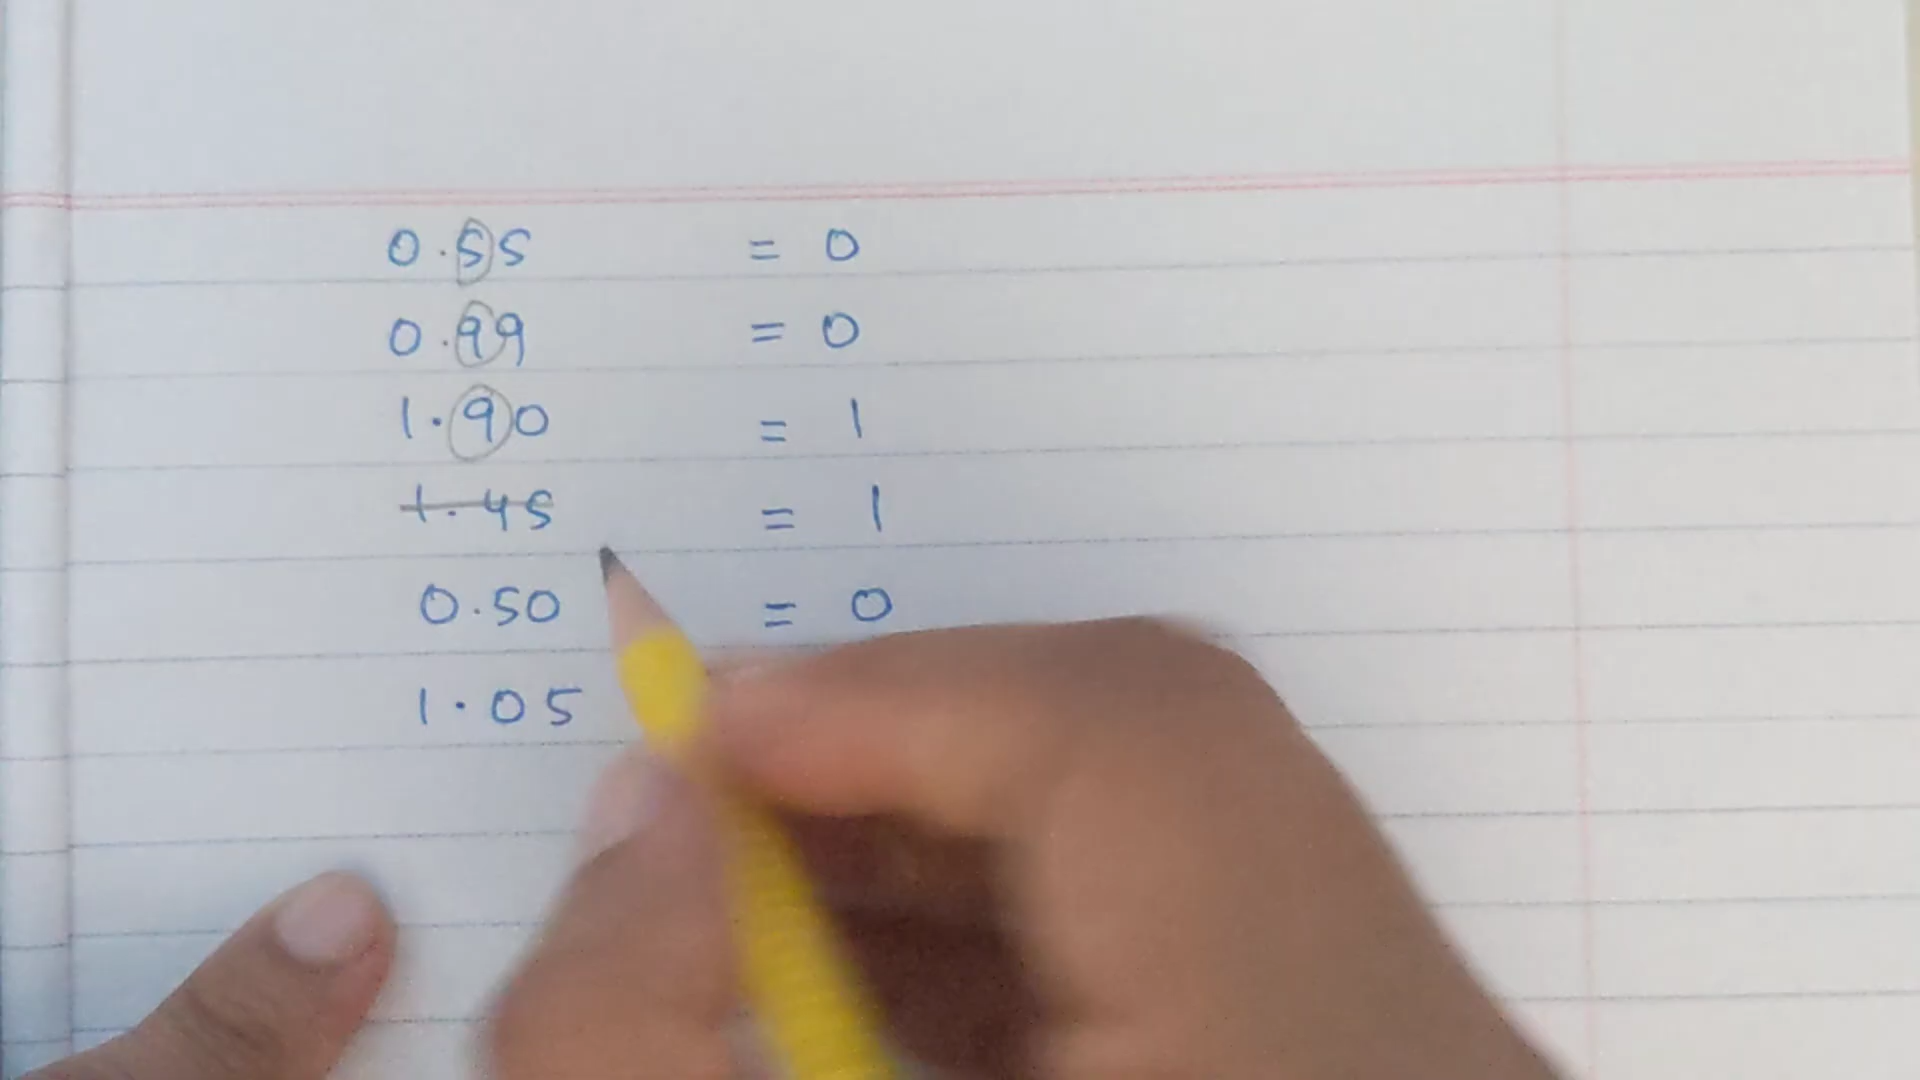 0.55 = 0
0.99 = 0
1.90 = 1
1.45 = 1
0.50 = 0
1.05